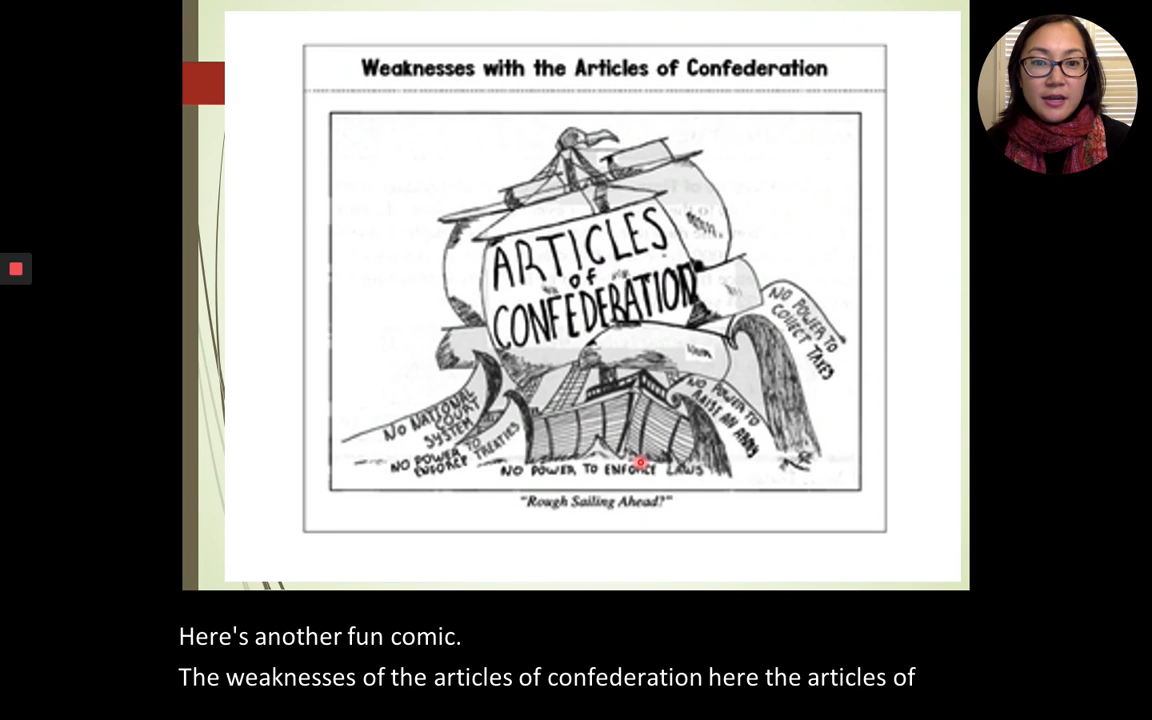 Weaknesses with the Articles of Confederation
ARTICLES
of
CONFEDERATION
NO POWER TO
COLLECT TAXES
NO POWER TO
RAISE AN ARMY
NO NATIONAL
COURT
SYSTEM
NO POWER TO
ENFORCE TREATIES
NO POWER TO ENFORCE LAWS
"Rough Sailing Ahead?"
Here's another fun comic.
The weaknesses of the articles of confederation here the articles of